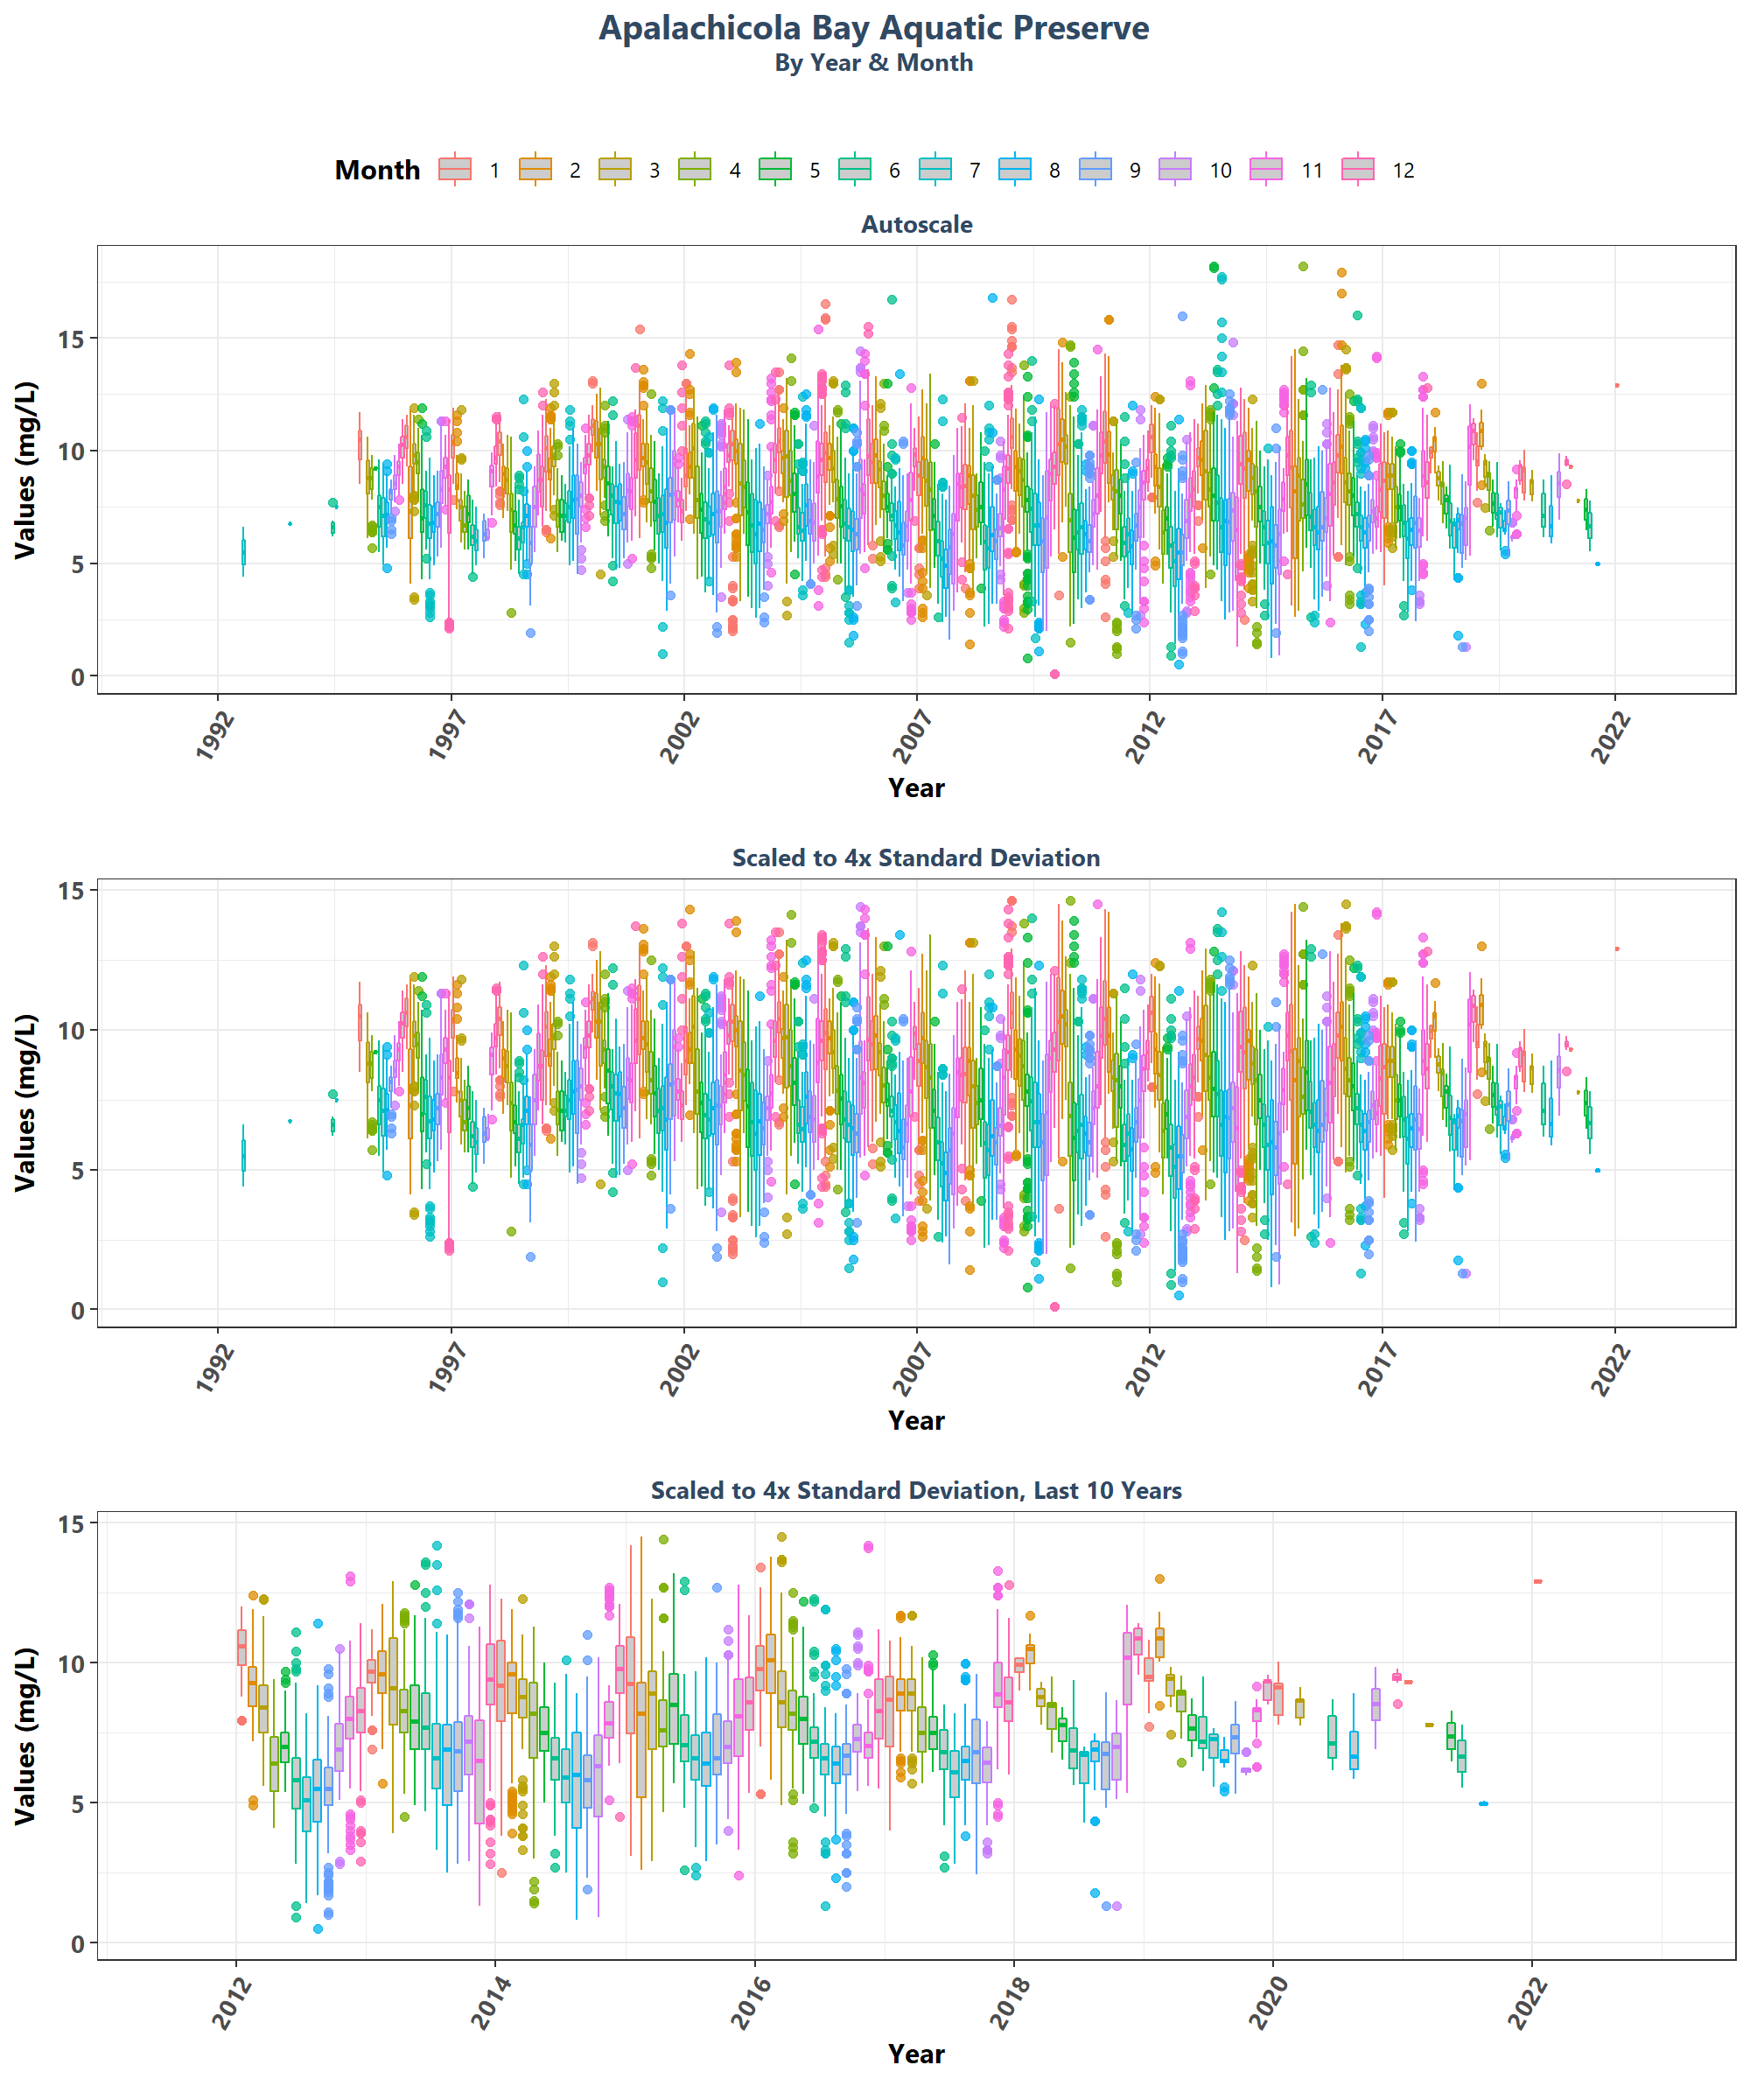 Apalachicola Bay Aquatic Preserve
By Year & Month
Month 1 2 3 4 5 6 7 8 9 10 11 12
Autoscale
Values (mg/L)
15
10
5
0
1992 1997 2002 2007 2012 2017 2022
Year
Scaled to 4x Standard Deviation
Values (mg/L)
15
10
5
0
1992 1997 2002 2007 2012 2017 2022
Year
Scaled to 4x Standard Deviation, Last 10 Years
Values (mg/L)
15
10
5
0
2012 2014 2016 2018 2020 2022
Year